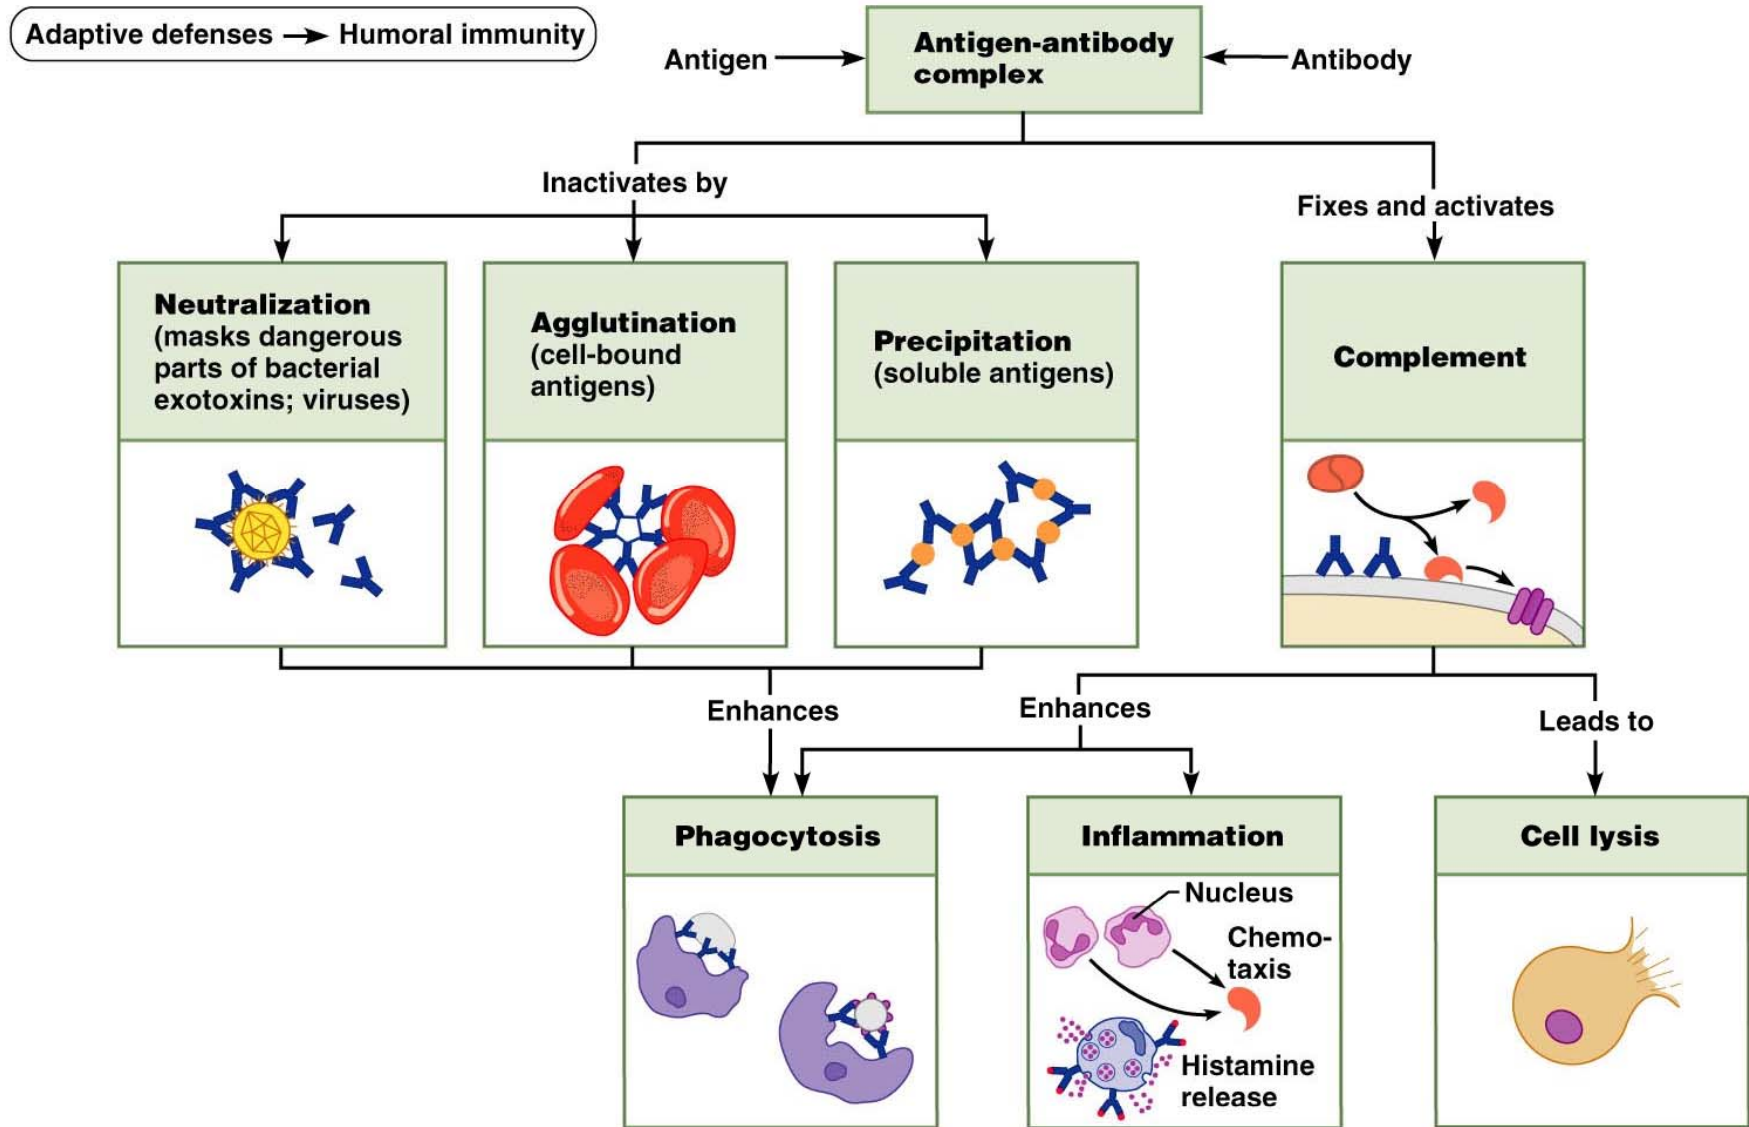 Adaptive defenses → Humoral immunity
Antigen
Antigen-antibody
complex
Antibody
Inactivates by
Fixes and activates
Neutralization
(masks dangerous
parts of bacterial
exotoxins; viruses)
Agglutination
(cell-bound
antigens)
Precipitation
(soluble antigens)
Complement
Enhances
Enhances
Leads to
Phagocytosis
Inflammation
Cell lysis
Nucleus
Chemo-
taxis
Histamine
release